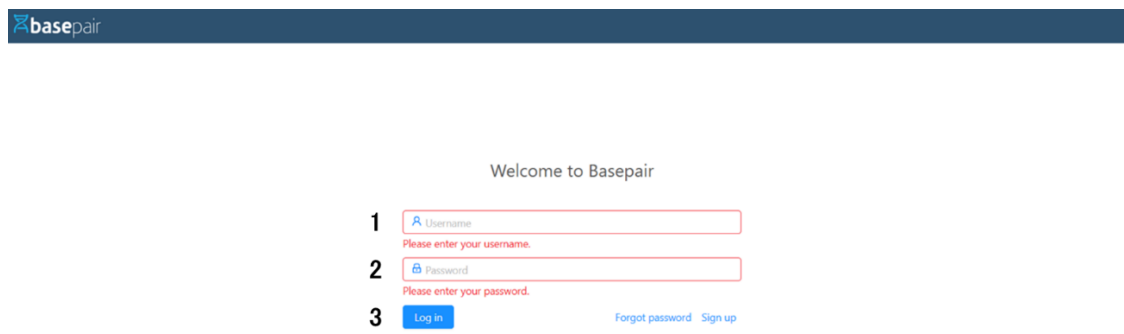 basepair
Welcome to Basepair
1 Username
Please enter your username.
2 Password
Please enter your password.
3 Log in Forgot password Sign up